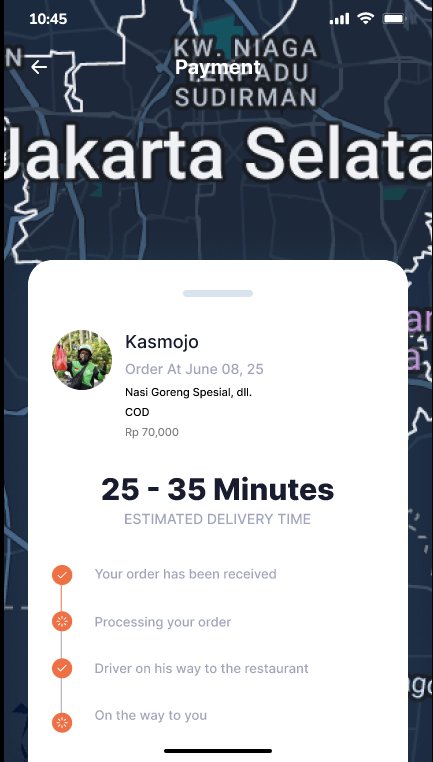 10:45
KW. NIAGA
TERPADU
SUDIRMAN
Payment
Jakarta Selata
Kasmojo
Order At June 08, 25
Nasi Goreng Spesial, dll.
COD
Rp 70,000
25 - 35 Minutes
ESTIMATED DELIVERY TIME
Your order has been received
Processing your order
Driver on his way to the restaurant
On the way to you